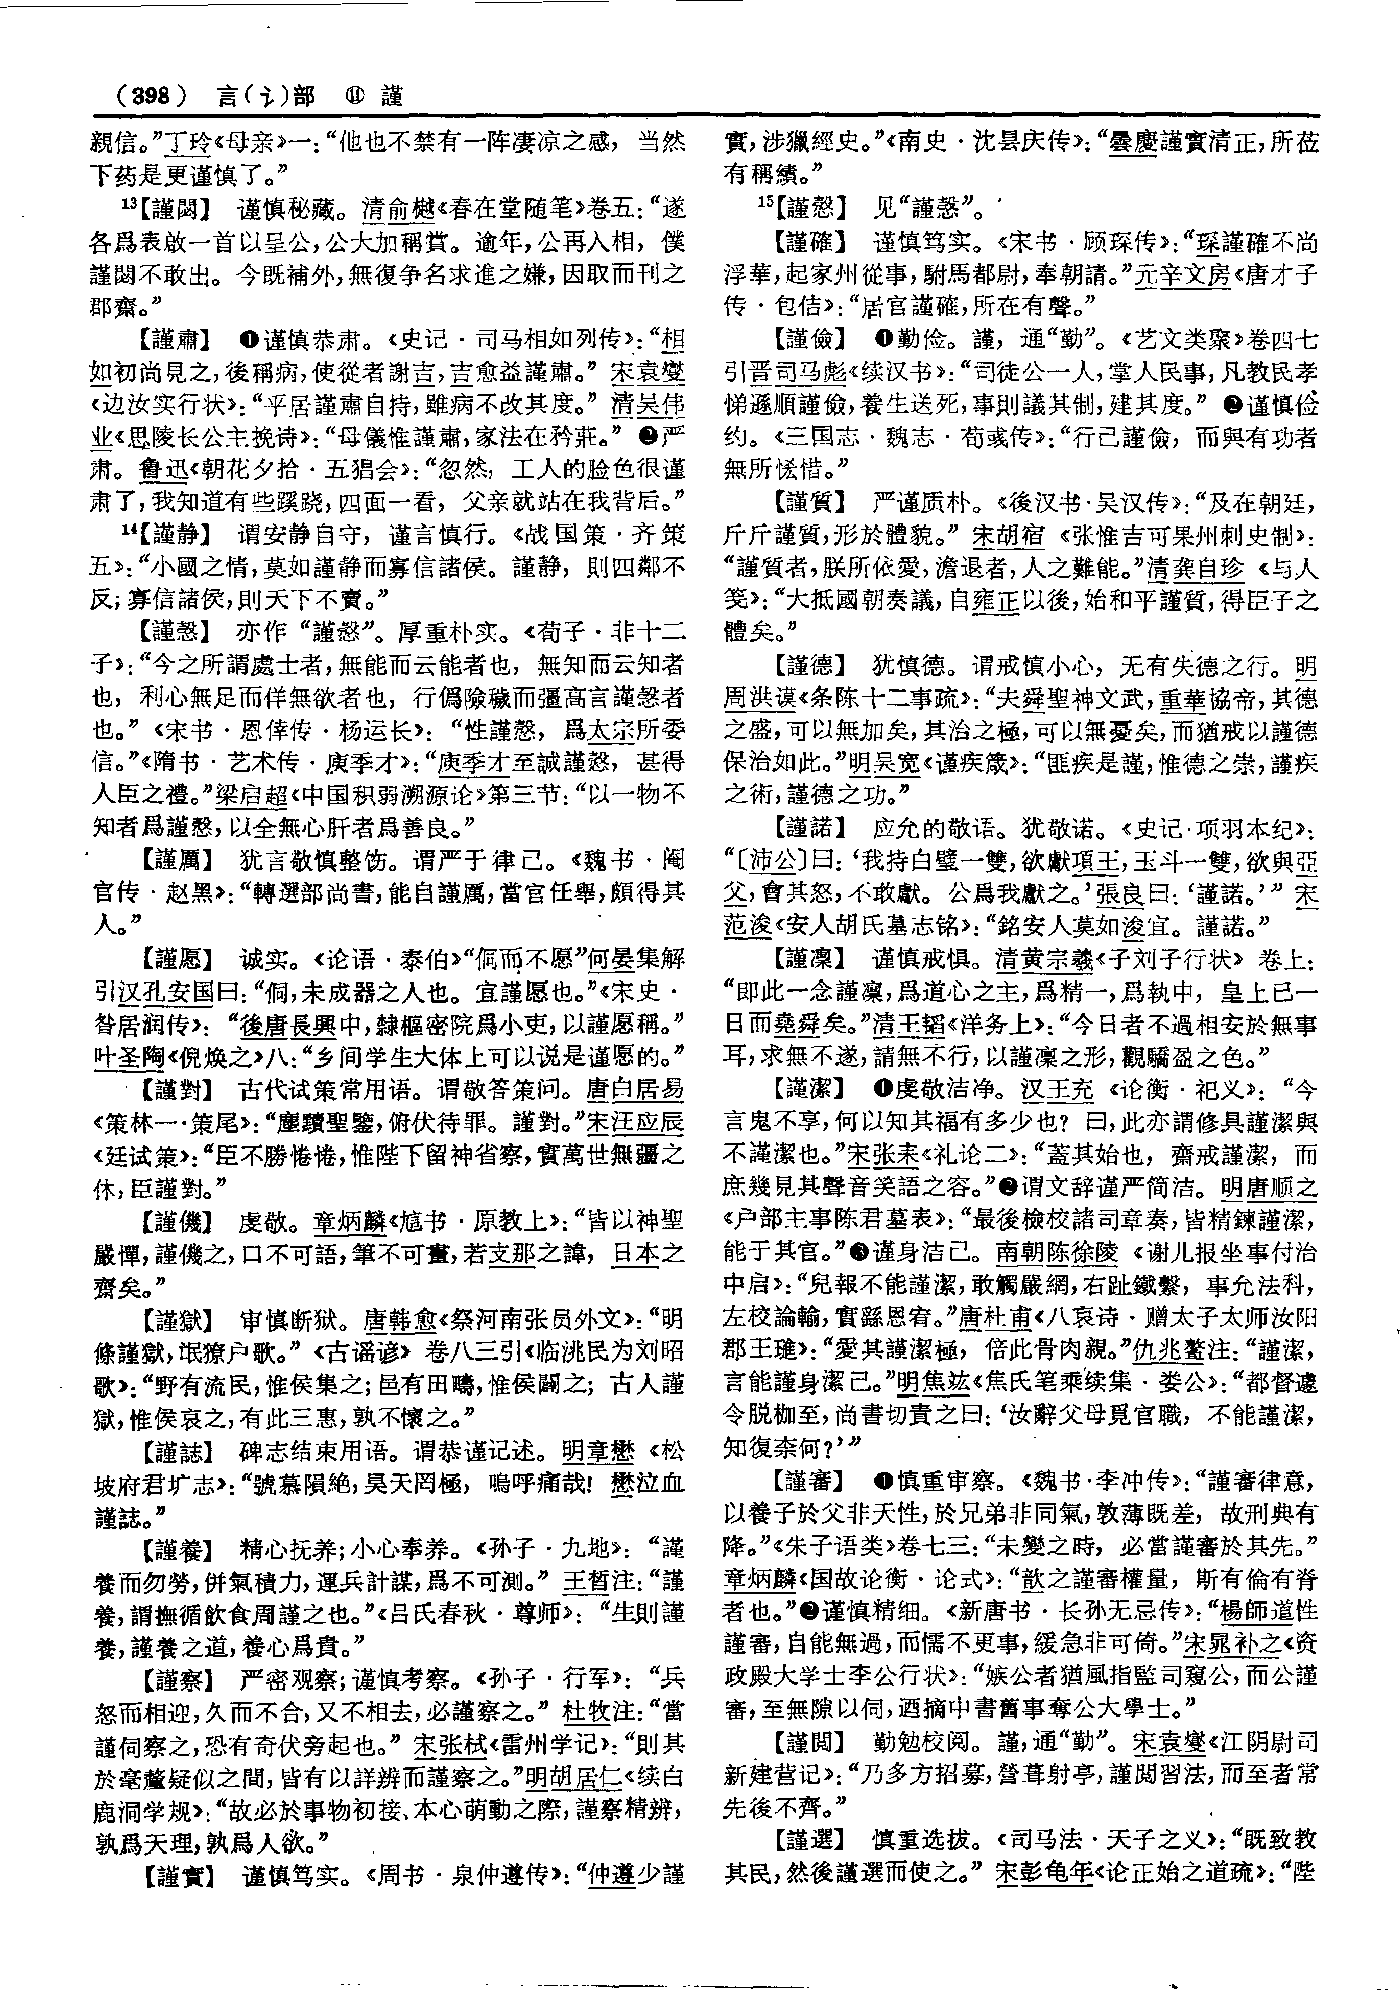 (398) 言(讠)部 ⑪ 謹
親信。”丁玲《母亲》一：“他也不禁有一阵凄凉之感，当然
下药是更谨慎了。”
13【謹閟】 谨慎秘藏。清俞樾《春在堂随笔》卷五：“遂
各爲表啟一首以呈公，公大加稱賞。逾年，公再入相，僕
謹閟不敢出。今既補外，無復争名求進之嫌，因取而刊之
郡齋。”
【謹肅】 ❶谨慎恭肃。《史记·司马相如列传》：“相
如初尚見之，後稱病，使從者謝吉，吉愈益謹肅。”宋袁燮
《边汝实行状》：“平居謹肅自持，雖病不改其度。”清吴伟
业《思陵长公主挽诗》：“母儀惟謹肅，家法在矜莊。”❷严
肃。鲁迅《朝花夕拾·五猖会》：“忽然，工人的脸色很谨
肃了，我知道有些蹊跷，四面一看，父亲就站在我背后。”
14【謹静】 谓安静自守，谨言慎行。《战国策·齐策
五》：“小國之情，莫如謹静而寡信諸侯。謹静，則四鄰不
反；寡信諸侯，則天下不賣。”
【謹慤】 亦作“謹愨”。厚重朴实。《荀子·非十二
子》：“今之所謂處士者，無能而云能者也，無知而云知者
也，利心無足而佯無欲者也，行僞險穢而彊高言謹慤者
也。”《宋书·恩倖传·杨运长》：“性謹愨，爲太宗所委
信。”《隋书·艺术传·庾季才》：“庾季才至誠謹愨，甚得
人臣之禮。”梁启超《中国积弱溯源论》第三节：“以一物不
知者爲謹慤，以全無心肝者爲善良。”
【謹厲】 犹言敬慎整饬。谓严于律己。《魏书·阉
官传·赵黑》：“轉選部尚書，能自謹厲，當官任舉，頗得其
人。”
【謹愿】 诚实。《论语·泰伯》“侗而不愿”何晏集解
引汉孔安国曰：“侗，未成器之人也。宜謹愿也。”《宋史·
昝居润传》：“後唐長興中，隸樞密院爲小吏，以謹愿稱。”
叶圣陶《倪焕之》八：“乡间学生大体上可以说是谨愿的。”
【謹對】 古代试策常用语。谓敬答策问。唐白居易
《策林一·策尾》：“塵黷聖鑒，俯伏待罪。謹對。”宋汪应辰
《廷试策》：“臣不勝惓惓，惟陛下留神省察，實萬世無疆之
休，臣謹對。”
【謹僟】 虔敬。章炳麟《訄书·原教上》：“皆以神聖
嚴憚，謹僟之，口不可語，筆不可畫，若支那之諱，日本之
齋矣。”
【謹獄】 审慎断狱。唐韩愈《祭河南张员外文》：“明
條謹獄，氓獠户歌。”《古谣谚》卷八三引《临洮民为刘昭
歌》：“野有流民，惟侯集之；邑有田疇，惟侯闢之；古人謹
獄，惟侯哀之，有此三惠，孰不懷之。”
【謹誌】 碑志结束用语。谓恭谨记述。明章懋《松
坡府君圹志》：“號慕隕絶，昊天罔極，嗚呼痛哉！懋泣血
謹誌。”
【謹養】 精心抚养；小心奉养。《孙子·九地》：“謹
養而勿勞，併氣積力，運兵計謀，爲不可測。”王晳注：“謹
養，謂撫循飲食周謹之也。”《吕氏春秋·尊师》：“生則謹
養，謹養之道，養心爲貴。”
【謹察】 严密观察；谨慎考察。《孙子·行军》：“兵
怒而相迎，久而不合，又不相去，必謹察之。”杜牧注：“當
謹伺察之，恐有奇伏旁起也。”宋张栻《雷州学记》：“則其
於毫釐疑似之間，皆有以詳辨而謹察之。”明胡居仁《续白
鹿洞学规》：“故必於事物初接、本心萌動之際，謹察精辨，
孰爲天理，孰爲人欲。”
【謹實】 谨慎笃实。《周书·泉仲遵传》：“仲遵少謹
實，涉獵經史。”《南史·沈昙庆传》：“曇慶謹實清正，所莅
有稱績。”
15【謹慤】 见“謹愨”。
【謹確】 谨慎笃实。《宋书·顾琛传》：“琛謹確不尚
浮華，起家州從事，駙馬都尉，奉朝請。”元辛文房《唐才子
传·包佶》：“居官謹確，所在有聲。”
【謹儉】 ❶勤俭。謹，通“勤”。《艺文类聚》卷四七
引晋司马彪《续汉书》：“司徒公一人，掌人民事，凡教民孝
悌遜順謹儉，養生送死，事則議其制，建其度。”❷谨慎俭
约。《三国志·魏志·荀彧传》：“行己謹儉，而與有功者
無所恡惜。”
【謹質】 严谨质朴。《後汉书·吴汉传》：“及在朝廷，
斤斤謹質，形於體貌。”宋胡宿《张惟吉可果州刺史制》：
“謹質者，朕所依愛，澹退者，人之難能。”清龚自珍《与人
笺》：“大抵國朝奏議，自雍正以後，始和平謹質，得臣子之
體矣。”
【謹德】 犹慎德。谓戒慎小心，无有失德之行。明
周洪谟《条陈十二事疏》：“夫舜聖神文武，重華協帝，其德
之盛，可以無加矣，其治之極，可以無憂矣，而猶戒以謹德
保治如此。”明吴宽《谨疾箴》：“匪疾是謹，惟德之崇，謹疾
之術，謹德之功。”
【謹諾】 应允的敬语。犹敬诺。《史记·项羽本纪》：
“〔沛公〕曰：‘我持白璧一雙，欲獻項王，玉斗一雙，欲與亞
父，會其怒，不敢獻。公爲我獻之。’張良曰：‘謹諾。’”宋
范浚《安人胡氏墓志铭》：“銘安人莫如浚宜。謹諾。”
【謹凜】 谨慎戒惧。清黄宗羲《子刘子行状》卷上：
“即此一念謹凜，爲道心之主，爲精一，爲執中，皇上已一
日而堯舜矣。”清王韬《洋务上》：“今日者不過相安於無事
耳，求無不遂，請無不行，以謹凜之形，觀驕盈之色。”
【謹潔】 ❶虔敬洁净。汉王充《论衡·祀义》：“今
言鬼不享，何以知其福有多少也？曰，此亦謂修具謹潔與
不謹潔也。”宋张耒《礼论二》：“蓋其始也，齋戒謹潔，而
庶幾見其聲音笑語之容。”❷谓文辞谨严简洁。明唐顺之
《户部主事陈君墓表》：“最後檢校諸司章奏，皆精鍊謹潔，
能于其官。”❸谨身洁己。南朝陈徐陵《谢儿报坐事付治
中启》：“兒報不能謹潔，敢觸嚴網，右趾鐵繫，事允法科，
左校論輸，實繇恩宥。”唐杜甫《八哀诗·赠太子太师汝阳
郡王琎》：“愛其謹潔極，倍此骨肉親。”仇兆鳌注：“謹潔，
言能謹身潔己。”明焦竑《焦氏笔乘续集·娄公》：“都督遽
令脱枷至，尚書切責之曰：‘汝辭父母覓官職，不能謹潔，
知復柰何？’”
【謹審】 ❶慎重审察。《魏书·李冲传》：“謹審律意，
以養子於父非天性，於兄弟非同氣，敦薄既差，故刑典有
降。”《朱子语类》卷七三：“未變之時，必當謹審於其先。”
章炳麟《国故论衡·论式》：“歆之謹審權量，斯有倫有脊
者也。”❷谨慎精细。《新唐书·长孙无忌传》：“楊師道性
謹審，自能無過，而懦不更事，緩急非可倚。”宋晁补之《资
政殿大学士李公行状》：“嫉公者猶風指監司窺公，而公謹
審，至無隙以伺，迺摘中書舊事奪公大學士。”
【謹閲】 勤勉校阅。謹，通“勤”。宋袁燮《江阴尉司
新建营记》：“乃多方招募，營葺射亭，謹閲習法，而至者常
先後不齊。”
【謹選】 慎重选拔。《司马法·天子之义》：“既致教
其民，然後謹選而使之。”宋彭龟年《论正始之道疏》：“陛